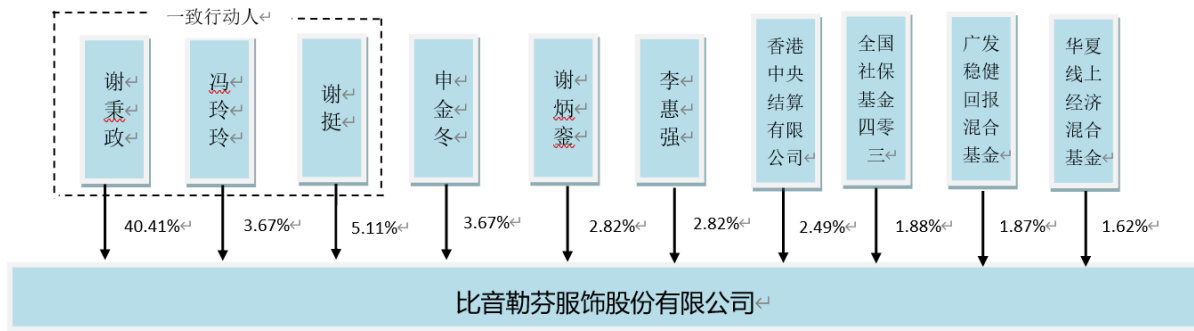 一致行动人
谢
秉
政
冯
玲
玲
谢
挺
申
金
冬
谢
炳
銮
李
惠
强
香港
中央
结算
有限
公司
全国
社保
基金
四零
三
广发
稳健
回报
混合
基金
华夏
线上
经济
混合
基金
40.41%
3.67%
5.11%
3.67%
2.82%
2.82%
2.49%
1.88%
1.87%
1.62%
比音勒芬服饰股份有限公司